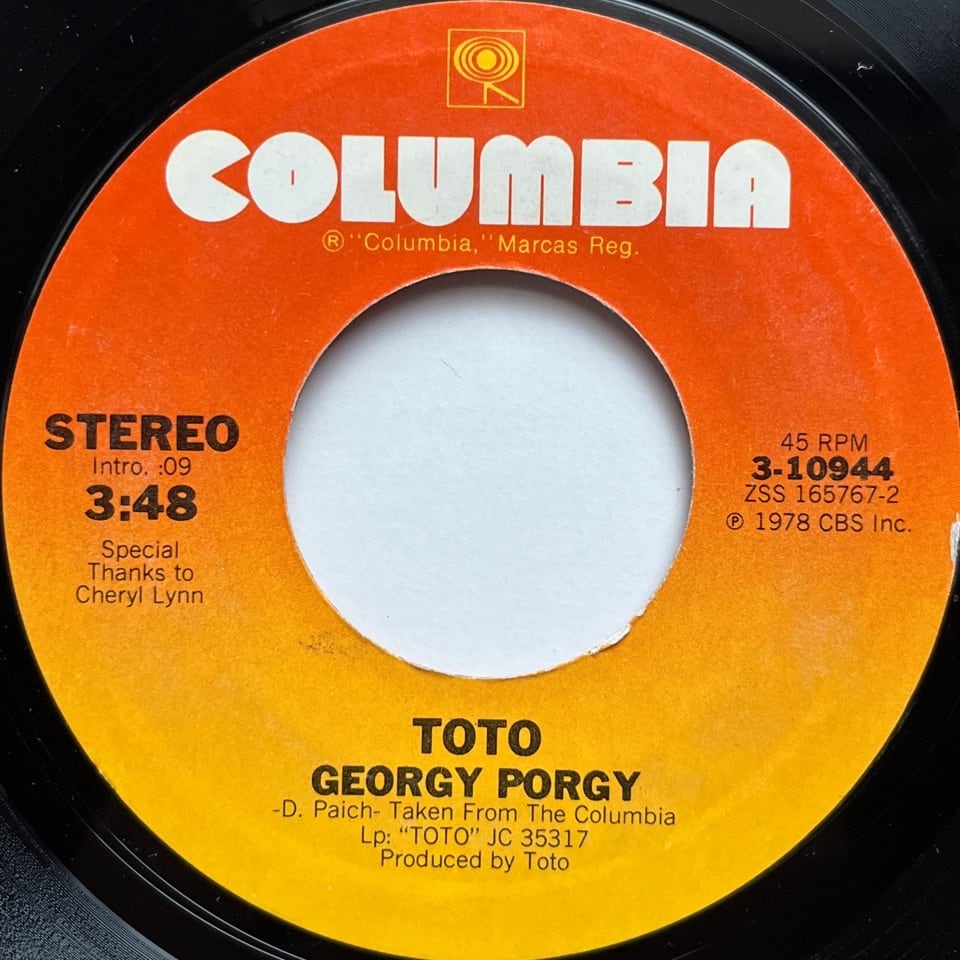 COLUMBIA
® "Columbia," Marcas Reg.
STEREO
Intro. :09
3:48
Special
Thanks to
Cheryl Lynn
45 RPM
3-10944
ZSS 165767-2
℗ 1978 CBS Inc.
TOTO
GEORGY PORGY
-D. Paich- Taken From The Columbia
Lp: "TOTO" JC 35317
Produced by Toto